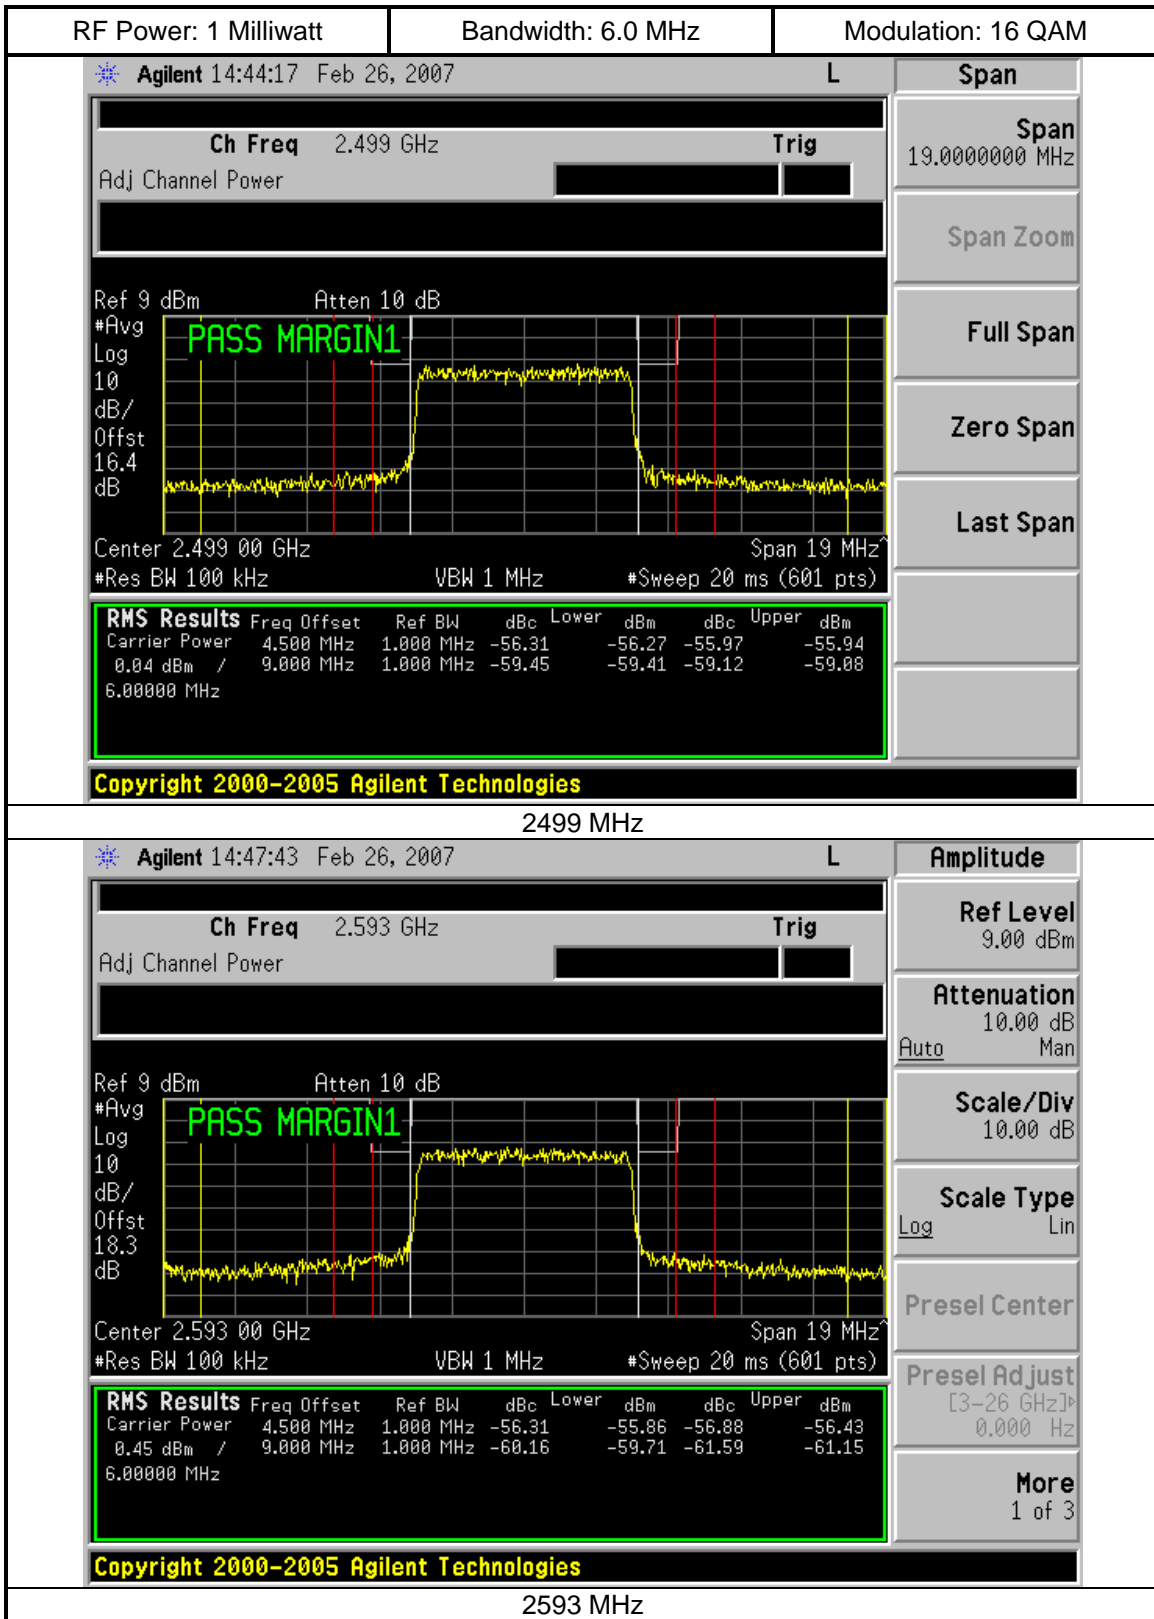 RF Power: 1 Milliwatt Bandwidth: 6.0 MHz Modulation: 16 QAM
Agilent 14:44:17 Feb 26, 2007 L Span
Ch Freq 2.499 GHz Trig
Adj Channel Power
Span
19.0000000 MHz
Span Zoom
Full Span
Zero Span
Last Span
Ref 9 dBm Atten 10 dB
#Avg
Log
10
dB/
Offst
16.4
dB
PASS MARGIN1
Center 2.499 00 GHz Span 19 MHz^
#Res BW 100 kHz VBW 1 MHz #Sweep 20 ms (601 pts)
RMS Results Freq Offset Ref BW dBc Lower dBm dBc Upper dBm
Carrier Power 4.500 MHz 1.000 MHz -56.31 -56.27 -55.97 -55.94
0.04 dBm / 9.000 MHz 1.000 MHz -59.45 -59.41 -59.12 -59.08
6.00000 MHz
Copyright 2000-2005 Agilent Technologies
2499 MHz
Agilent 14:47:43 Feb 26, 2007 L Amplitude
Ch Freq 2.593 GHz Trig
Adj Channel Power
Ref Level
9.00 dBm
Attenuation
10.00 dB
Auto Man
Scale/Div
10.00 dB
Scale Type
Log Lin
Presel Center
Presel Adjust
[3-26 GHz]▹
0.000 Hz
More
1 of 3
Ref 9 dBm Atten 10 dB
#Avg
Log
10
dB/
Offst
18.3
dB
PASS MARGIN1
Center 2.593 00 GHz Span 19 MHz^
#Res BW 100 kHz VBW 1 MHz #Sweep 20 ms (601 pts)
RMS Results Freq Offset Ref BW dBc Lower dBm dBc Upper dBm
Carrier Power 4.500 MHz 1.000 MHz -56.31 -55.86 -56.88 -56.43
0.45 dBm / 9.000 MHz 1.000 MHz -60.16 -59.71 -61.59 -61.15
6.00000 MHz
Copyright 2000-2005 Agilent Technologies
2593 MHz